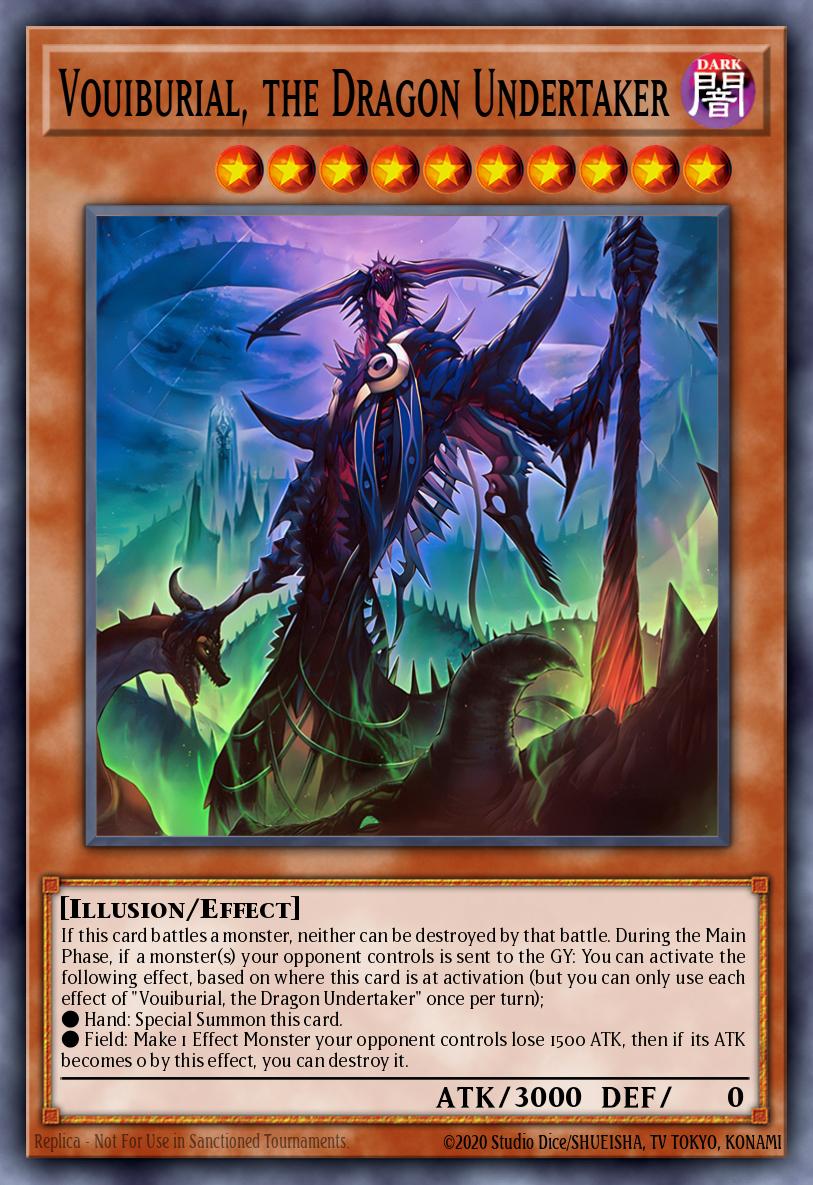 VOUIBURIAL, THE DRAGON UNDERTAKER
DARK
闇
[ILLUSION/EFFECT]
If this card battles a monster, neither can be destroyed by that battle. During the Main
Phase, if a monster(s) your opponent controls is sent to the GY: You can activate the
following effect, based on where this card is at activation (but you can only use each
effect of "Vouiburial, the Dragon Undertaker" once per turn);
● Hand: Special Summon this card.
● Field: Make 1 Effect Monster your opponent controls lose 1500 ATK, then if its ATK
becomes 0 by this effect, you can destroy it.
ATK/3000 DEF/ 0
Replica - Not For Use in Sanctioned Tournaments.
©2020 Studio Dice/SHUEISHA, TV TOKYO, KONAMI